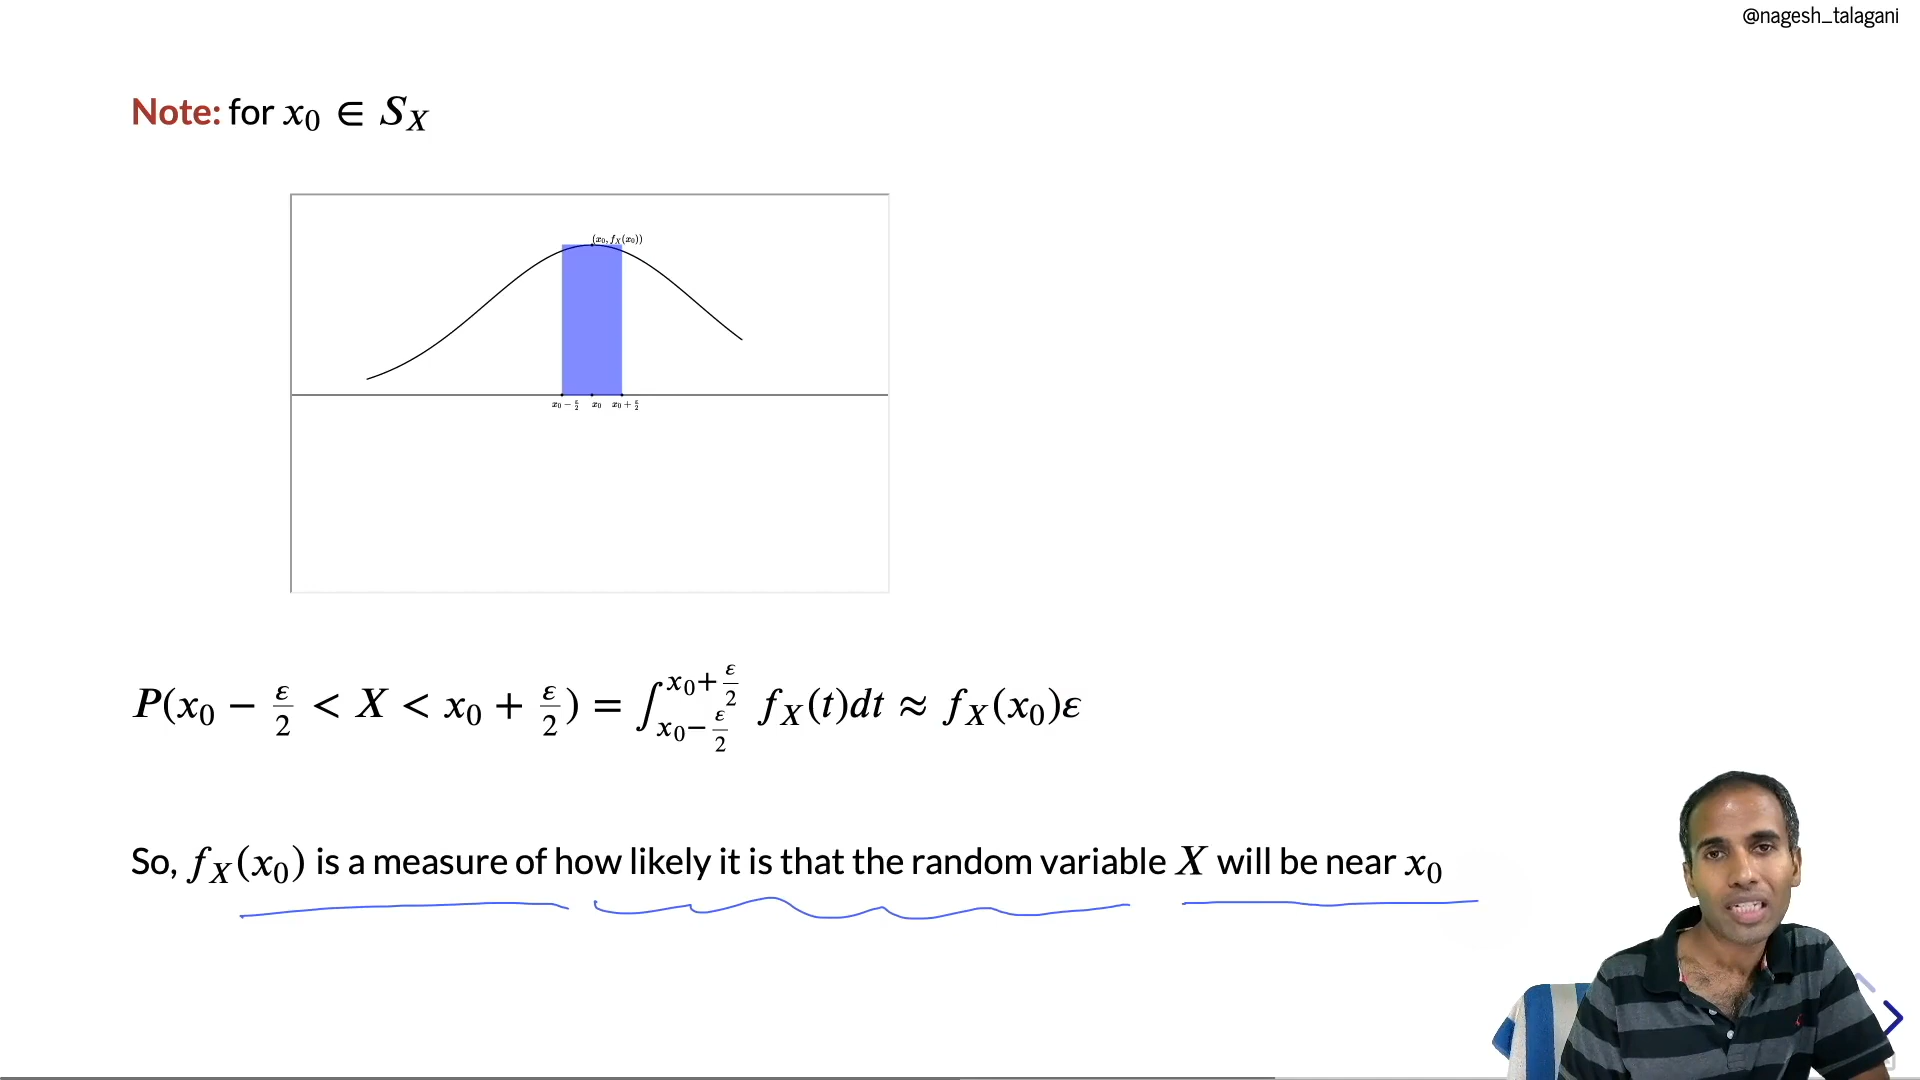 @nagesh_talagani
Note: for x₀ ∈ S_X
(x₀, f_X(x₀))
x₀ − ε/2 x₀ x₀ + ε/2
P(x₀ − ε/2 < X < x₀ + ε/2) = ∫_{x₀−ε/2}^{x₀+ε/2} f_X(t)dt ≈ f_X(x₀)ε
So, f_X(x₀) is a measure of how likely it is that the random variable X will be near x₀